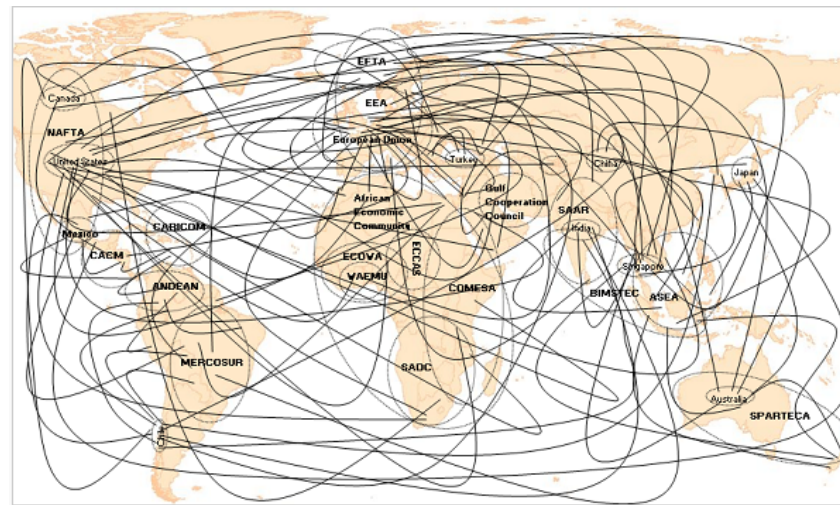 EFTA
EEA
Canada
NAFTA
European Union
United States
Turkey
China
Japan
African
Economic
Community
Gulf
Cooperation
Council
SAAR
India
Mexico
CARICOM
CACM
ECOWA
WAEMU
ECCAS
COMESA
Singapore
ANDEAN
BIMSTEC
ASEA
MERCOSUR
SADC
Australia
SPARTECA
Chile